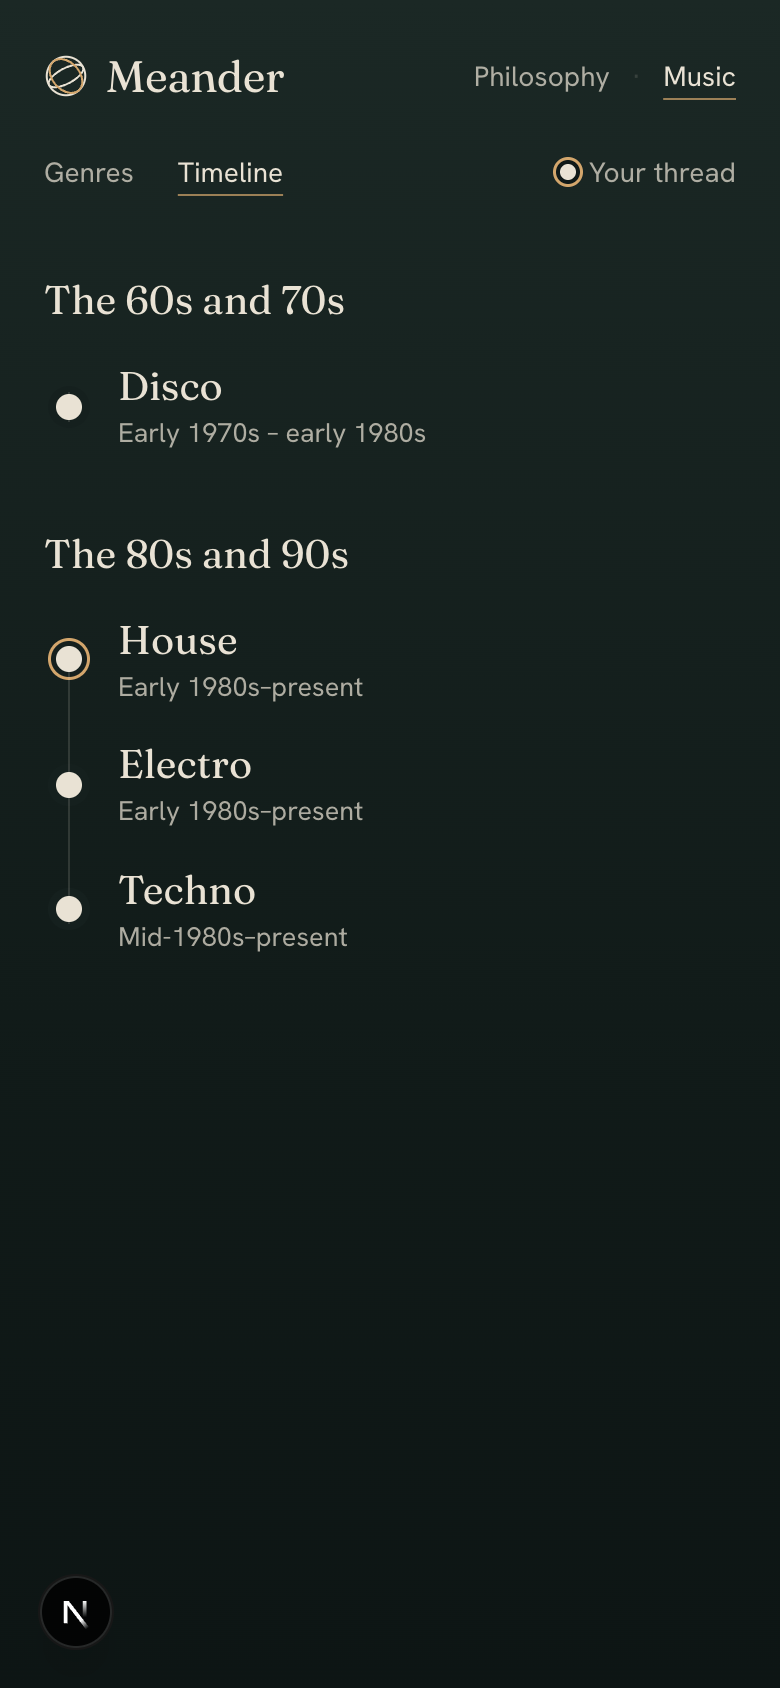 Meander
Philosophy · Music
Genres Timeline Your thread
The 60s and 70s
Disco
Early 1970s – early 1980s
The 80s and 90s
House
Early 1980s–present
Electro
Early 1980s–present
Techno
Mid-1980s–present
N